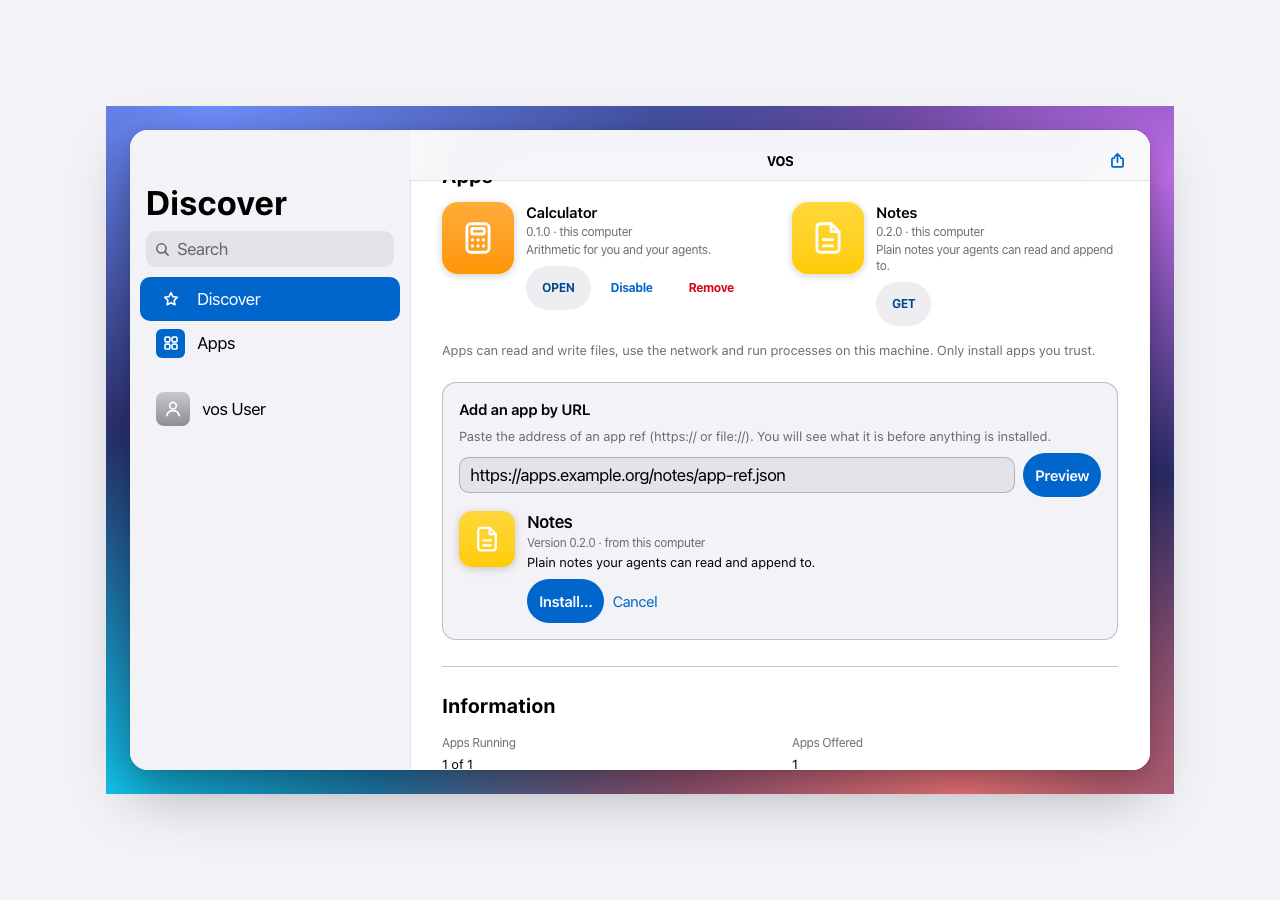 VOS
Discover
Search
Discover
Apps
vos User
Apps
Calculator
0.1.0 · this computer
Arithmetic for you and your agents.
OPEN
Disable
Remove
Notes
0.2.0 · this computer
Plain notes your agents can read and append
to.
GET
Apps can read and write files, use the network and run processes on this machine. Only install apps you trust.
Add an app by URL
Paste the address of an app ref (https:// or file://). You will see what it is before anything is installed.
https://apps.example.org/notes/app-ref.json
Preview
Notes
Version 0.2.0 · from this computer
Plain notes your agents can read and append to.
Install...
Cancel
Information
Apps Running
1 of 1
Apps Offered
1